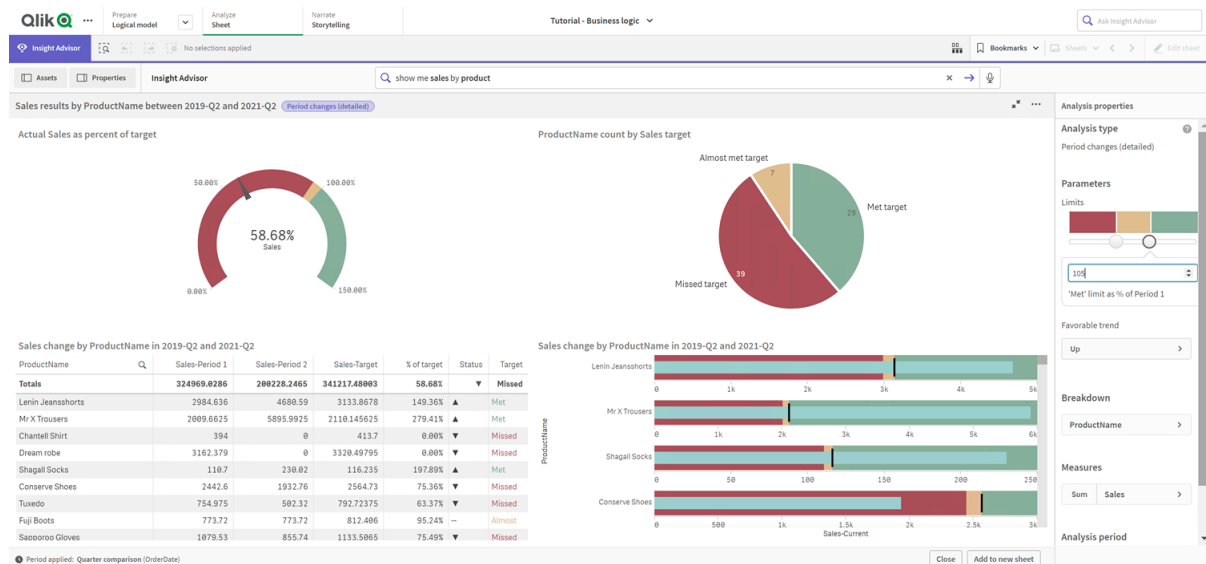 Qlik
Prepare
Logical model
Analyze
Sheet
Narrate
Storytelling
Tutorial - Business logic
Ask Insight Advisor
Insight Advisor
No selections applied
Bookmarks
Sheets
Edit sheet
Assets
Properties
Insight Advisor
show me sales by product
Sales results by ProductName between 2019-Q2 and 2021-Q2 Period changes (detailed)
Actual Sales as percent of target
50.00%
100.00%
58.68%
Sales
0.00%
150.00%
ProductName count by Sales target
Almost met target
7
29
Met target
39
Missed target
Sales change by ProductName in 2019-Q2 and 2021-Q2
ProductName Sales-Period 1 Sales-Period 2 Sales-Target % of target Status Target
Totals 324969.0286 200228.2465 341217.48003 58.68% ▼ Missed
Lenin Jeansshorts 2984.636 4680.59 3133.8678 149.36% ▲ Met
Mr X Trousers 2009.6625 5895.9925 2110.145625 279.41% ▲ Met
Chantell Shirt 394 0 413.7 0.00% ▼ Missed
Dream robe 3162.379 0 3320.49795 0.00% ▼ Missed
Shagall Socks 110.7 230.02 116.235 197.89% ▲ Met
Conserve Shoes 2442.6 1932.76 2564.73 75.36% ▼ Missed
Tuxedo 754.975 502.32 792.72375 63.37% ▼ Missed
Fuji Boots 773.72 773.72 812.406 95.24% -- Almost
Sapporoo Gloves 1079.53 855.74 1133.5065 75.49% ▼ Missed
Sales change by ProductName in 2019-Q2 and 2021-Q2
ProductName
Lenin Jeansshorts
0 1k 2k 3k 4k 5k
Mr X Trousers
0 1k 2k 3k 4k 5k 6k
Shagall Socks
0 50 100 150 200 250
Conserve Shoes
0 500 1k 1.5k 2k 2.5k 3k
Sales-Current
Analysis properties
Analysis type
Period changes (detailed)
Parameters
Limits
105
'Met' limit as % of Period 1
Favorable trend
Up
Breakdown
ProductName
Measures
Sum Sales
Analysis period
Period applied: Quarter comparison (OrderDate)
Close
Add to new sheet